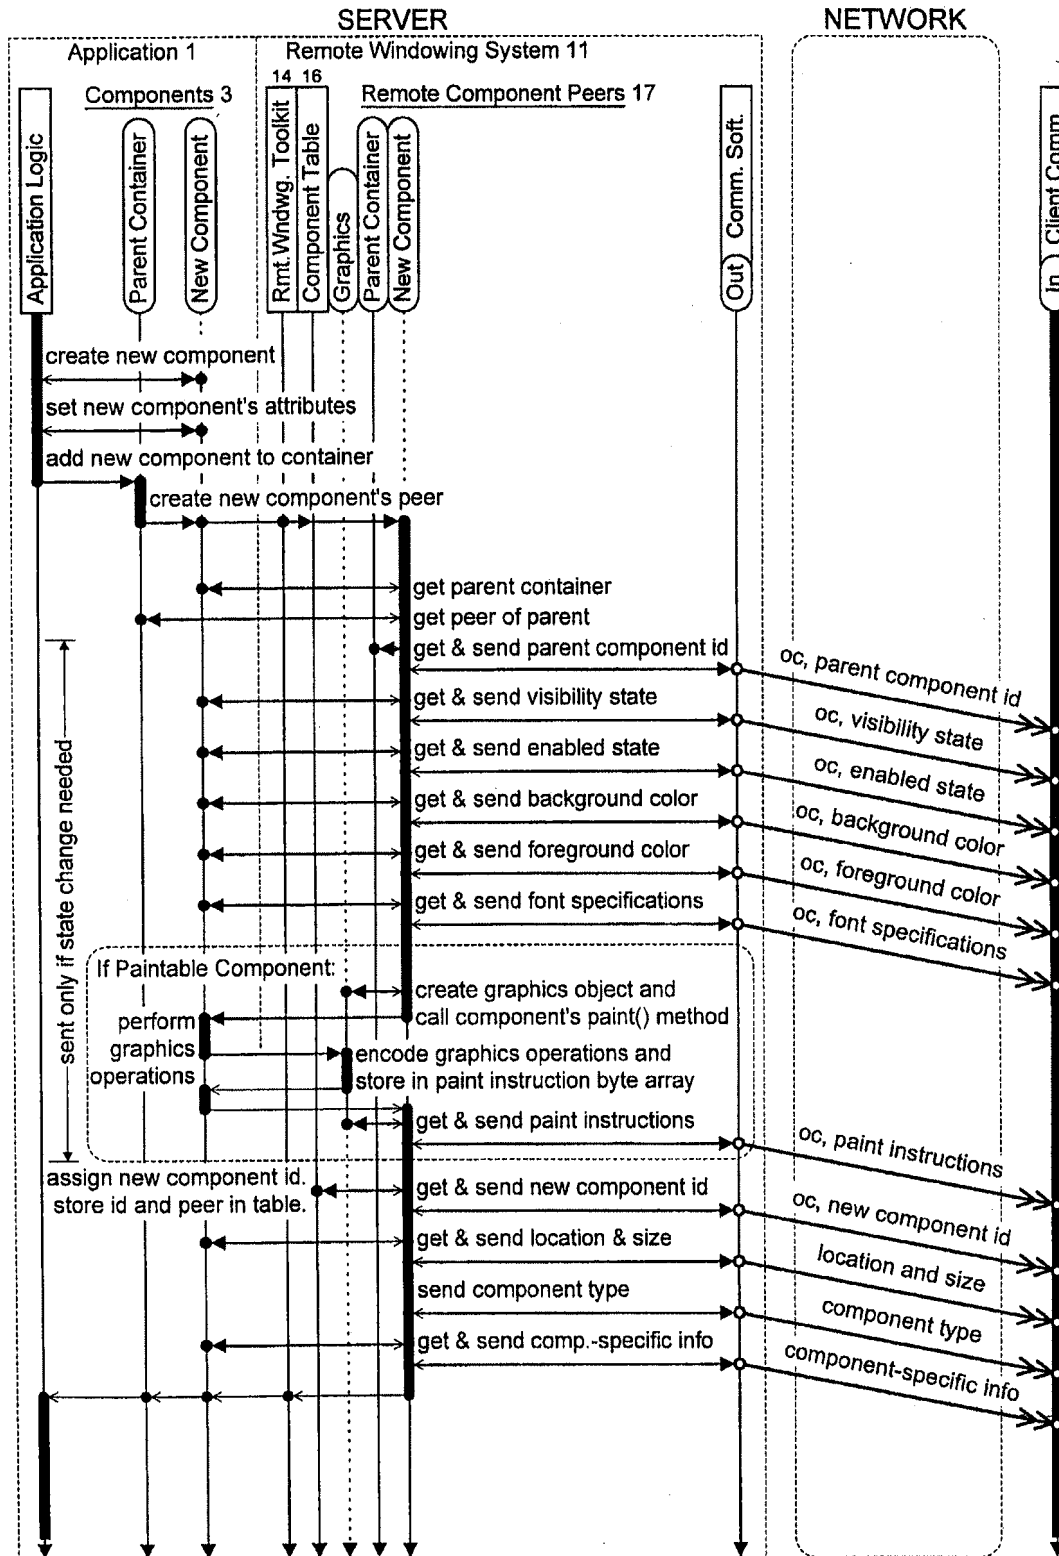 SERVER
NETWORK
Application 1
Remote Windowing System 11
14 16
Components 3
Remote Component Peers 17
Application Logic
Parent Container
New Component
Rmt.Wndwg. Toolkit
Component Table
Graphics
Parent Container
New Component
Out Comm. Soft.
In Client Comm
create new component
set new component's attributes
add new component to container
create new component's peer
get parent container
get peer of parent
get & send parent component id
oc, parent component id
get & send visibility state
oc, visibility state
get & send enabled state
oc, enabled state
get & send background color
oc, background color
get & send foreground color
oc, foreground color
get & send font specifications
oc, font specifications
sent only if state change needed
If Paintable Component:
create graphics object and
call component's paint() method
perform
graphics
operations
encode graphics operations and
store in paint instruction byte array
get & send paint instructions
oc, paint instructions
assign new component id.
store id and peer in table.
get & send new component id
oc, new component id
get & send location & size
location and size
send component type
component type
get & send comp.-specific info
component-specific info